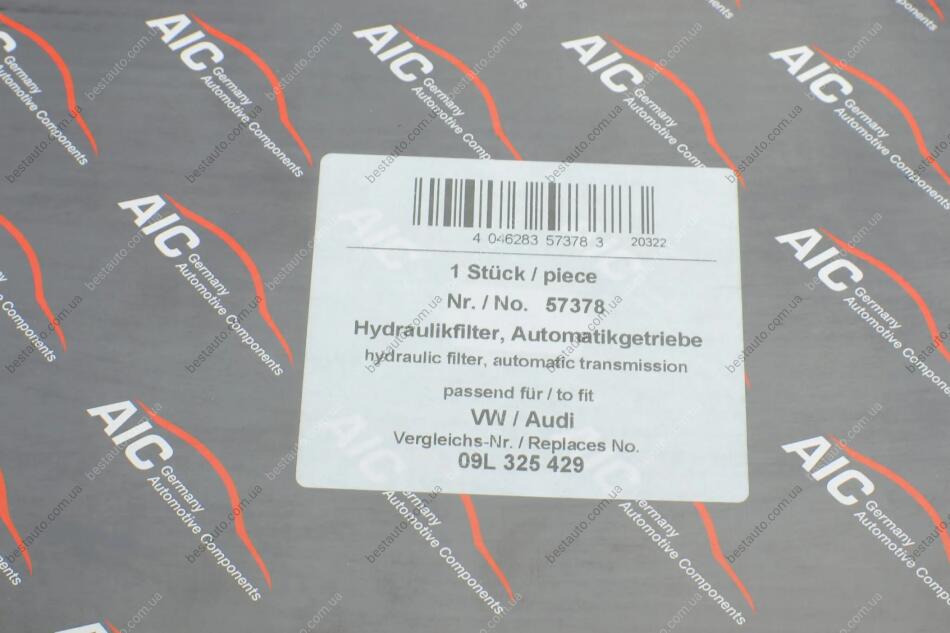 4 046283 57378 3 20322
1 Stück / piece
Nr. / No. 57378
Hydraulikfilter, Automatikgetriebe
hydraulic filter, automatic transmission
passend für / to fit
VW / Audi
Vergleichs-Nr. / Replaces No.
09L 325 429
AIC
Germany
Automotive Components
bestauto.com.ua